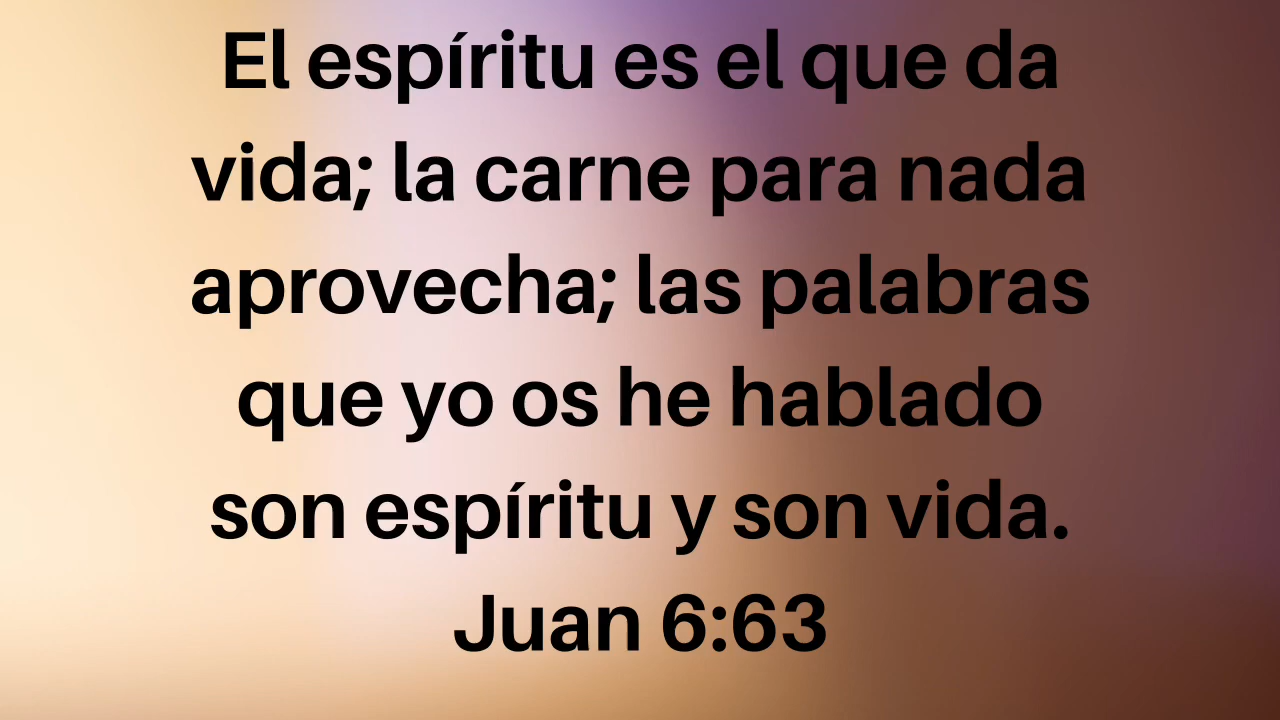 El espíritu es el que da
vida; la carne para nada
aprovecha; las palabras
que yo os he hablado
son espíritu y son vida.
Juan 6:63